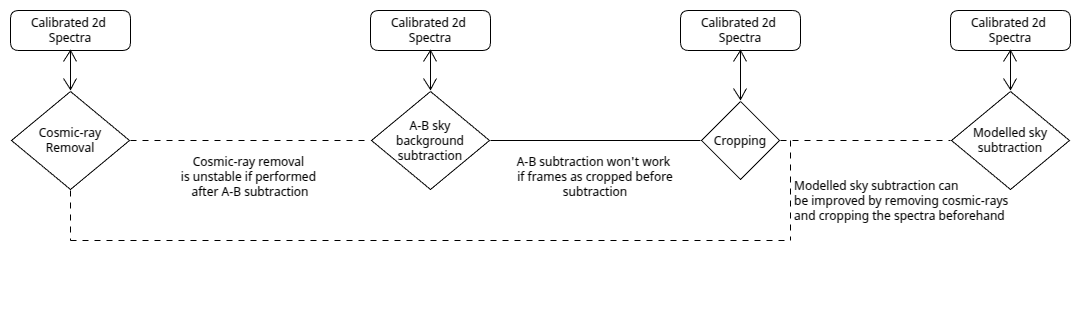 Calibrated 2d
Spectra
Calibrated 2d
Spectra
Calibrated 2d
Spectra
Calibrated 2d
Spectra
Cosmic-ray
Removal
A-B sky
background
subtraction
Cropping
Modelled sky
subtraction
Cosmic-ray removal
is unstable if performed
after A-B subtraction
A-B subtraction won't work
if frames as cropped before
subtraction
Modelled sky subtraction can
be improved by removing cosmic-rays
and cropping the spectra beforehand